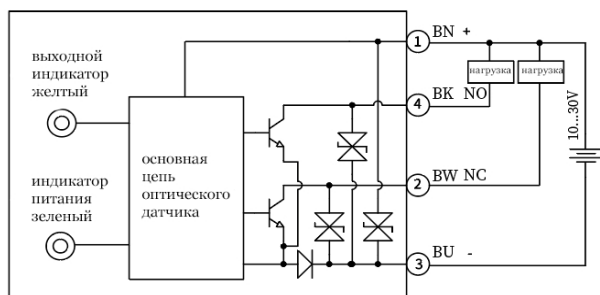 выходной
индикатор
желтый
индикатор
питания
зеленый
основная
цепь
оптического
датчика
1 BN +
нагрузка нагрузка
4 BK NO
10...30V
2 BW NC
3 BU -